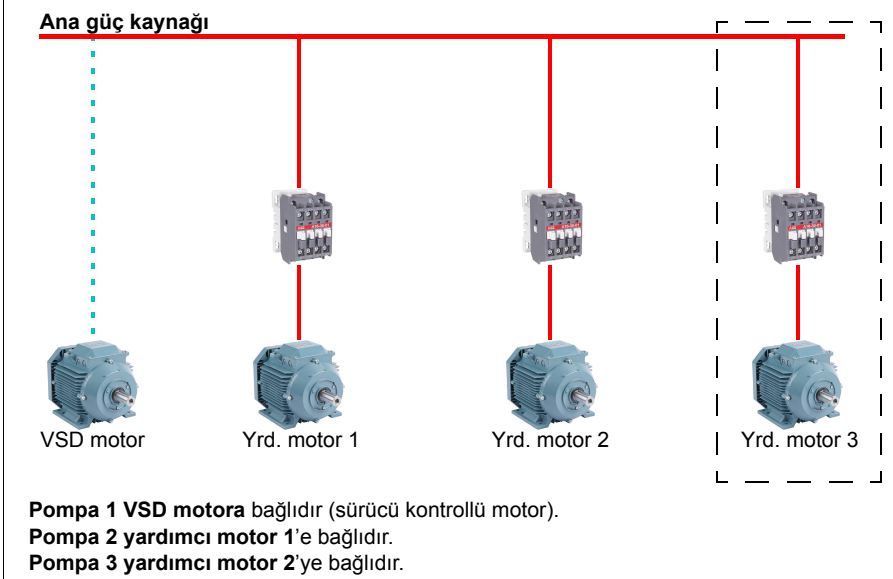 Ana güç kaynağı
VSD motor
Yrd. motor 1
Yrd. motor 2
Yrd. motor 3
Pompa 1 VSD motora bağlıdır (sürücü kontrollü motor).
Pompa 2 yardımcı motor 1’e bağlıdır.
Pompa 3 yardımcı motor 2’ye bağlıdır.